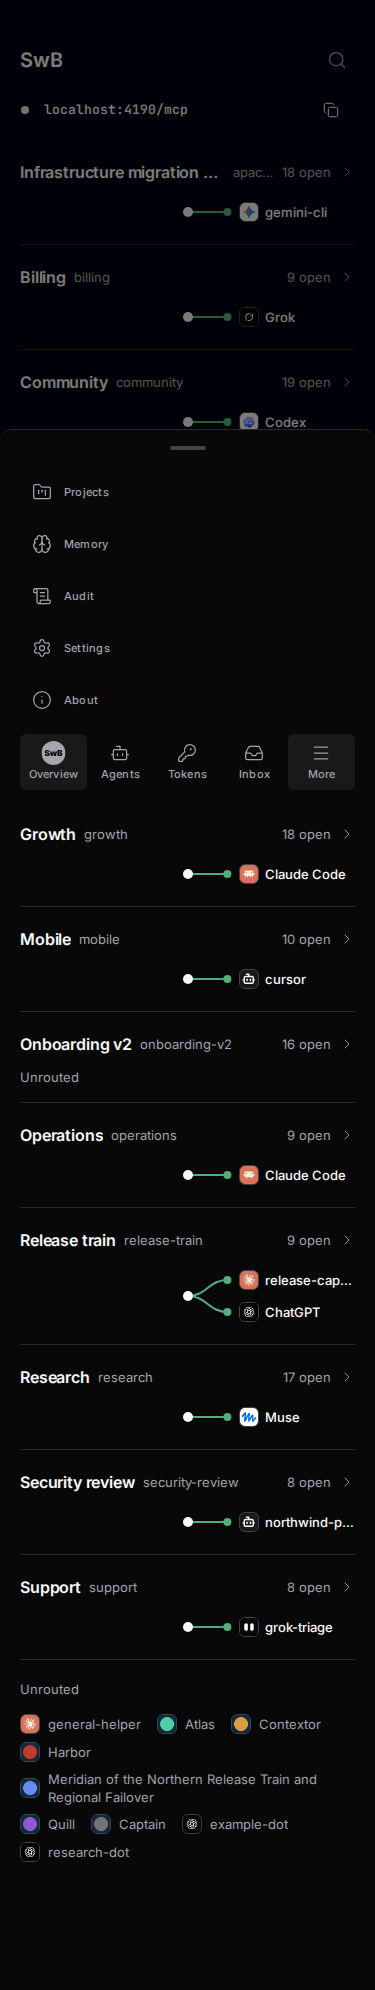 SwB
localhost:4190/mcp
Infrastructure migration ... apac... 18 open
gemini-cli
Billing billing 9 open
Grok
Community community 19 open
Codex
Projects
Memory
Audit
Settings
About
SwB
Overview Agents Tokens Inbox More
Growth growth 18 open
Claude Code
Mobile mobile 10 open
cursor
Onboarding v2 onboarding-v2 16 open
Unrouted
Operations operations 9 open
Claude Code
Release train release-train 9 open
release-cap...
ChatGPT
Research research 17 open
Muse
Security review security-review 8 open
northwind-p...
Support support 8 open
grok-triage
Unrouted
general-helper Atlas Contextor
Harbor
Meridian of the Northern Release Train and
Regional Failover
Quill Captain example-dot
research-dot